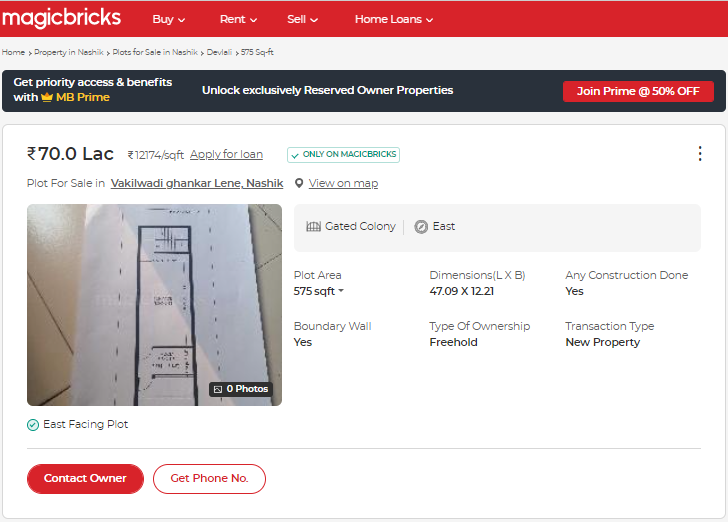 magicbricks
Buy Rent Sell Home Loans
Home > Property in Nashik > Plots for Sale in Nashik > Devlali > 575 Sq-ft
Get priority access & benefits
with MB Prime
Unlock exclusively Reserved Owner Properties
Join Prime @ 50% OFF
₹70.0 Lac ₹12174/sqft Apply for loan ONLY ON MAGICBRICKS
Plot For Sale in Vakilwadi ghankar Lene, Nashik View on map
Gated Colony East
Plot Area Dimensions(L X B) Any Construction Done
575 sqft 47.09 X 12.21 Yes
Boundary Wall Type Of Ownership Transaction Type
Yes Freehold New Property
0 Photos
East Facing Plot
Contact Owner Get Phone No.